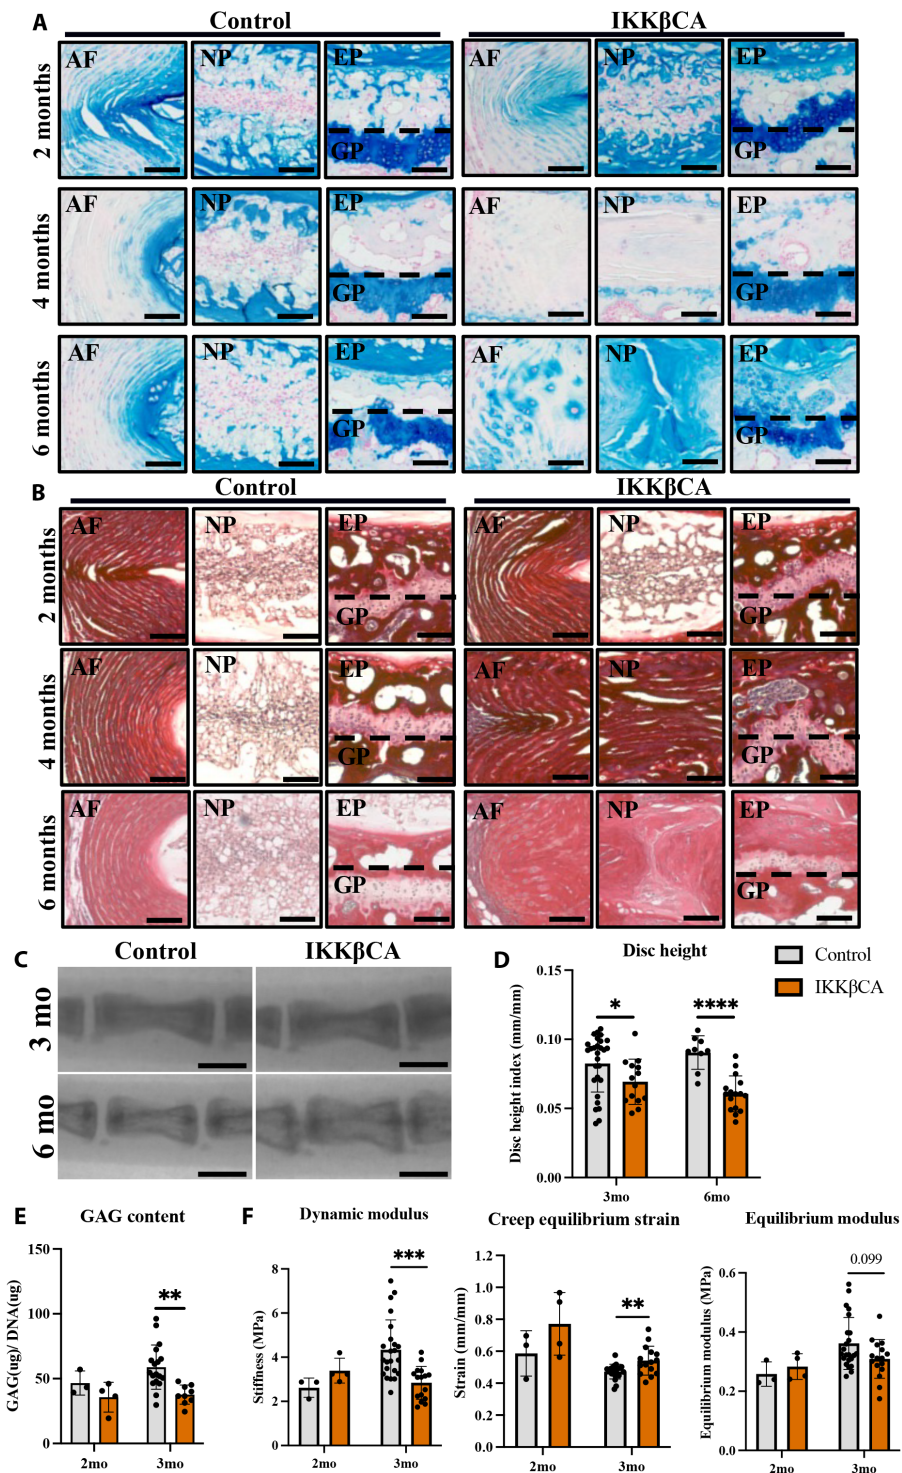 A
Control
IKKβCA
2 months
AF
NP
EP
GP
AF
NP
EP
GP
4 months
AF
NP
EP
GP
AF
NP
EP
GP
6 months
AF
NP
EP
GP
AF
NP
EP
GP
B
Control
IKKβCA
2 months
AF
NP
EP
GP
AF
NP
EP
GP
4 months
AF
NP
EP
GP
AF
NP
EP
GP
6 months
AF
NP
EP
GP
AF
NP
EP
GP
C
Control
IKKβCA
3 mo
6 mo
D
Disc height
Control
IKKβCA
Disc height index (mm/mm)
0.15
0.10
0.05
0.00
*
****
3mo
6mo
E
GAG content
GAG(ug)/ DNA(ug)
150
100
50
0
**
2mo
3mo
F
Dynamic modulus
Stiffness (MPa)
8
6
4
2
0
***
2mo
3mo
Creep equilibrium strain
Strain (mm/mm)
1.2
1.0
0.8
0.6
0.4
0.2
0.0
**
2mo
3mo
Equilibrium modulus
Equilibrium modulus (MPa)
0.6
0.4
0.2
0.0
0.099
2mo
3mo